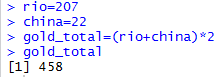 > rio=207
> china=22
> gold_total=(rio+china)*2
> gold_total
[1] 458